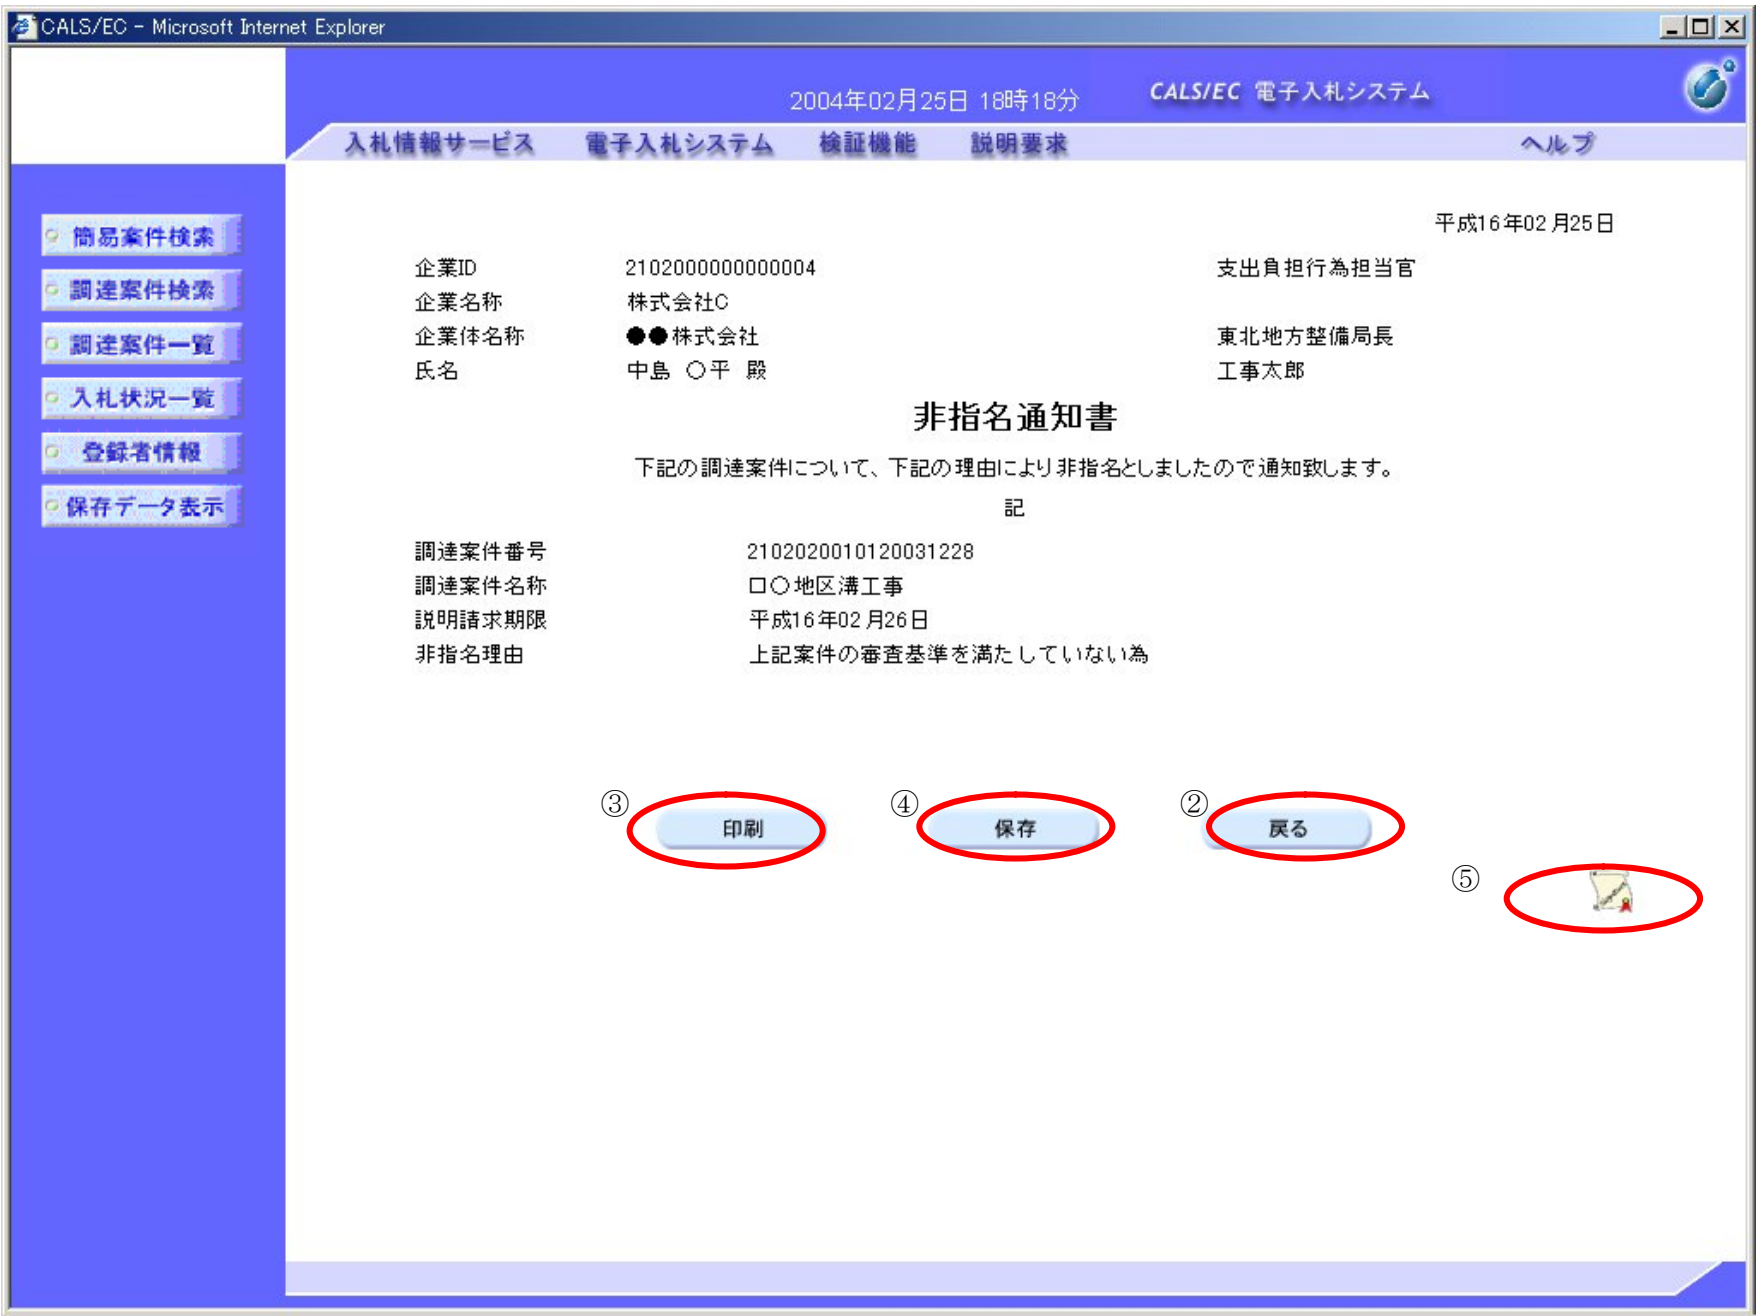 CALS/EC - Microsoft Internet Explorer
2004年02月25日 18時18分
CALS/EC 電子入札システム
入札情報サービス 電子入札システム 検証機能 説明要求 ヘルプ
簡易案件検索
調達案件検索
調達案件一覧
入札状況一覧
登録者情報
保存データ表示
平成16年02月25日
企業ID 2102000000000004 支出負担行為担当官
企業名称 株式会社C
企業体名称 ●●株式会社 東北地方整備局長
氏名 中島 〇平 殿 工事太郎
非指名通知書
下記の調達案件について、下記の理由により非指名としましたので通知致します。
記
調達案件番号 2102020010120031228
調達案件名称 口〇地区溝工事
説明請求期限 平成16年02月26日
非指名理由 上記案件の審査基準を満たしていない為
③ 印刷 ④ 保存 ② 戻る
⑤